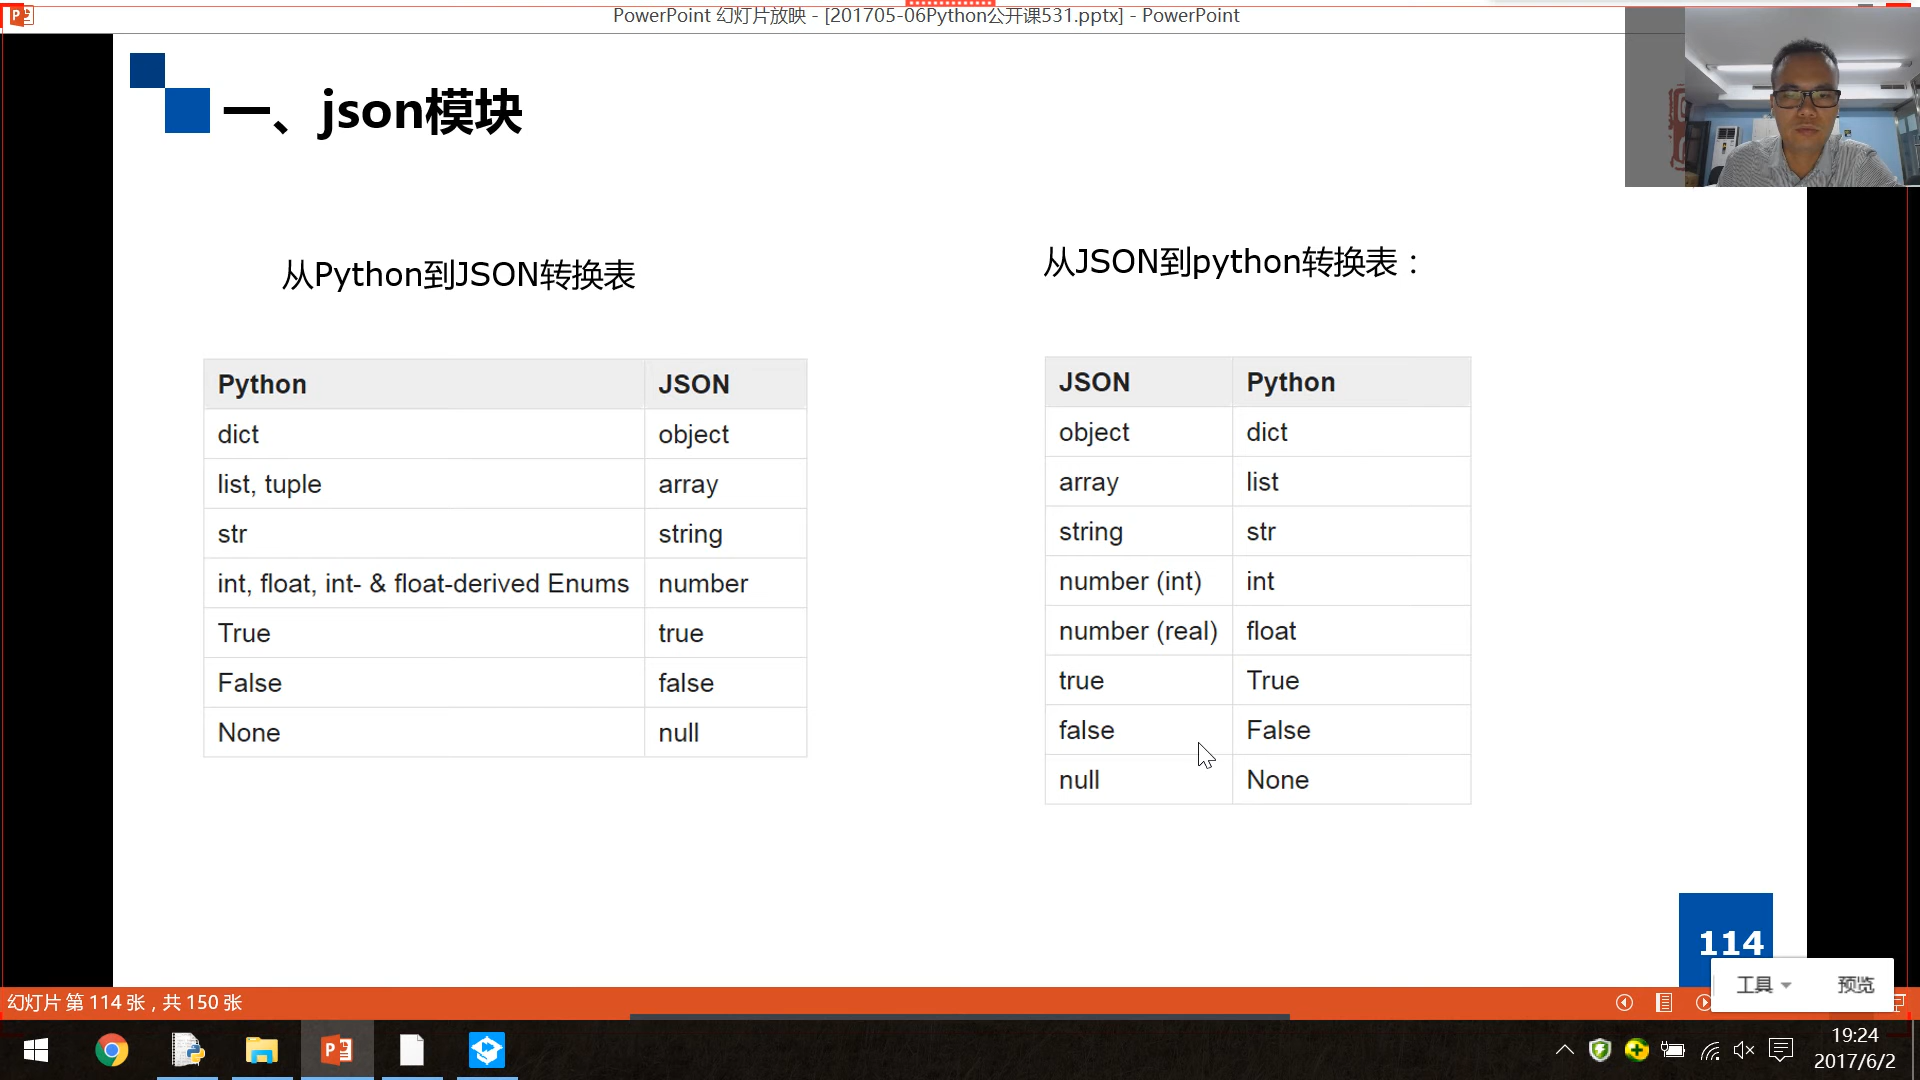 PowerPoint 幻灯片放映 - [201705-06Python公开课531.pptx] - PowerPoint
一、json模块
从Python到JSON转换表
从JSON到python转换表：
Python JSON
dict object
list, tuple array
str string
int, float, int- & float-derived Enums number
True true
False false
None null
JSON Python
object dict
array list
string str
number (int) int
number (real) float
true True
false False
null None
114
工具 预览
幻灯片 第 114 张，共 150 张
19:24
2017/6/2